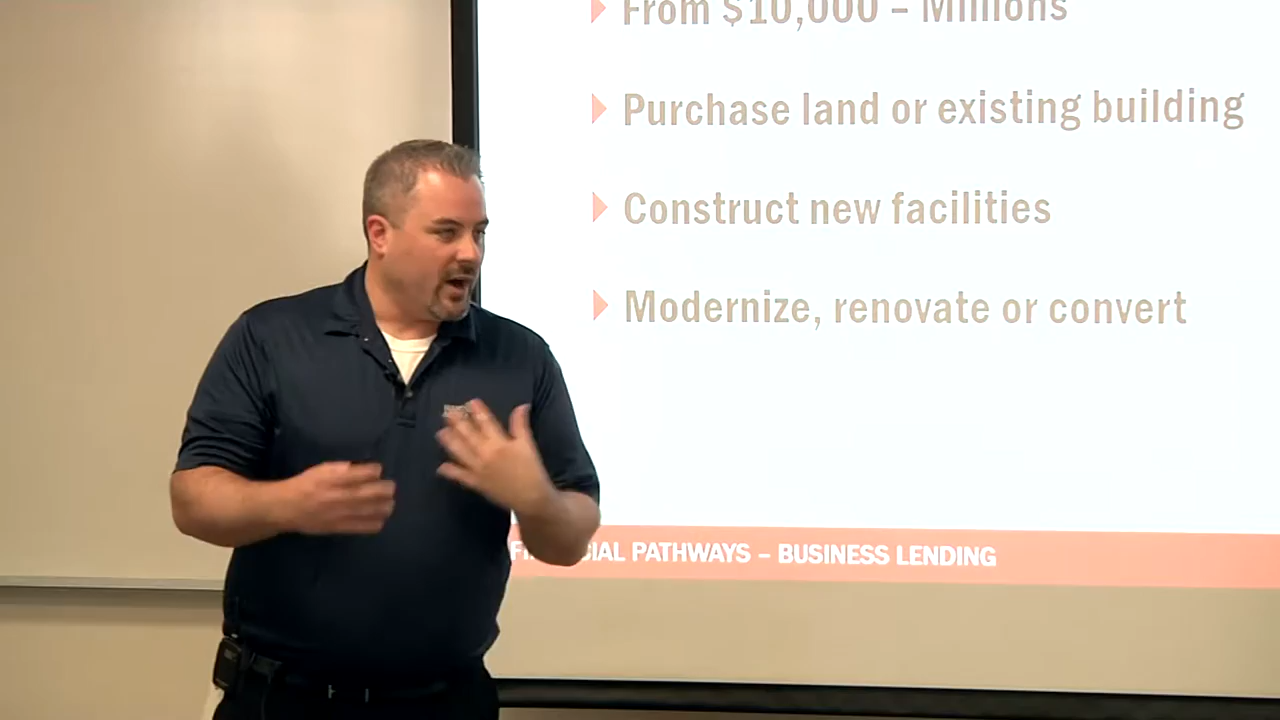 From $10,000 – Millions
Purchase land or existing building
Construct new facilities
Modernize, renovate or convert
PATHWAYS – BUSINESS LENDING